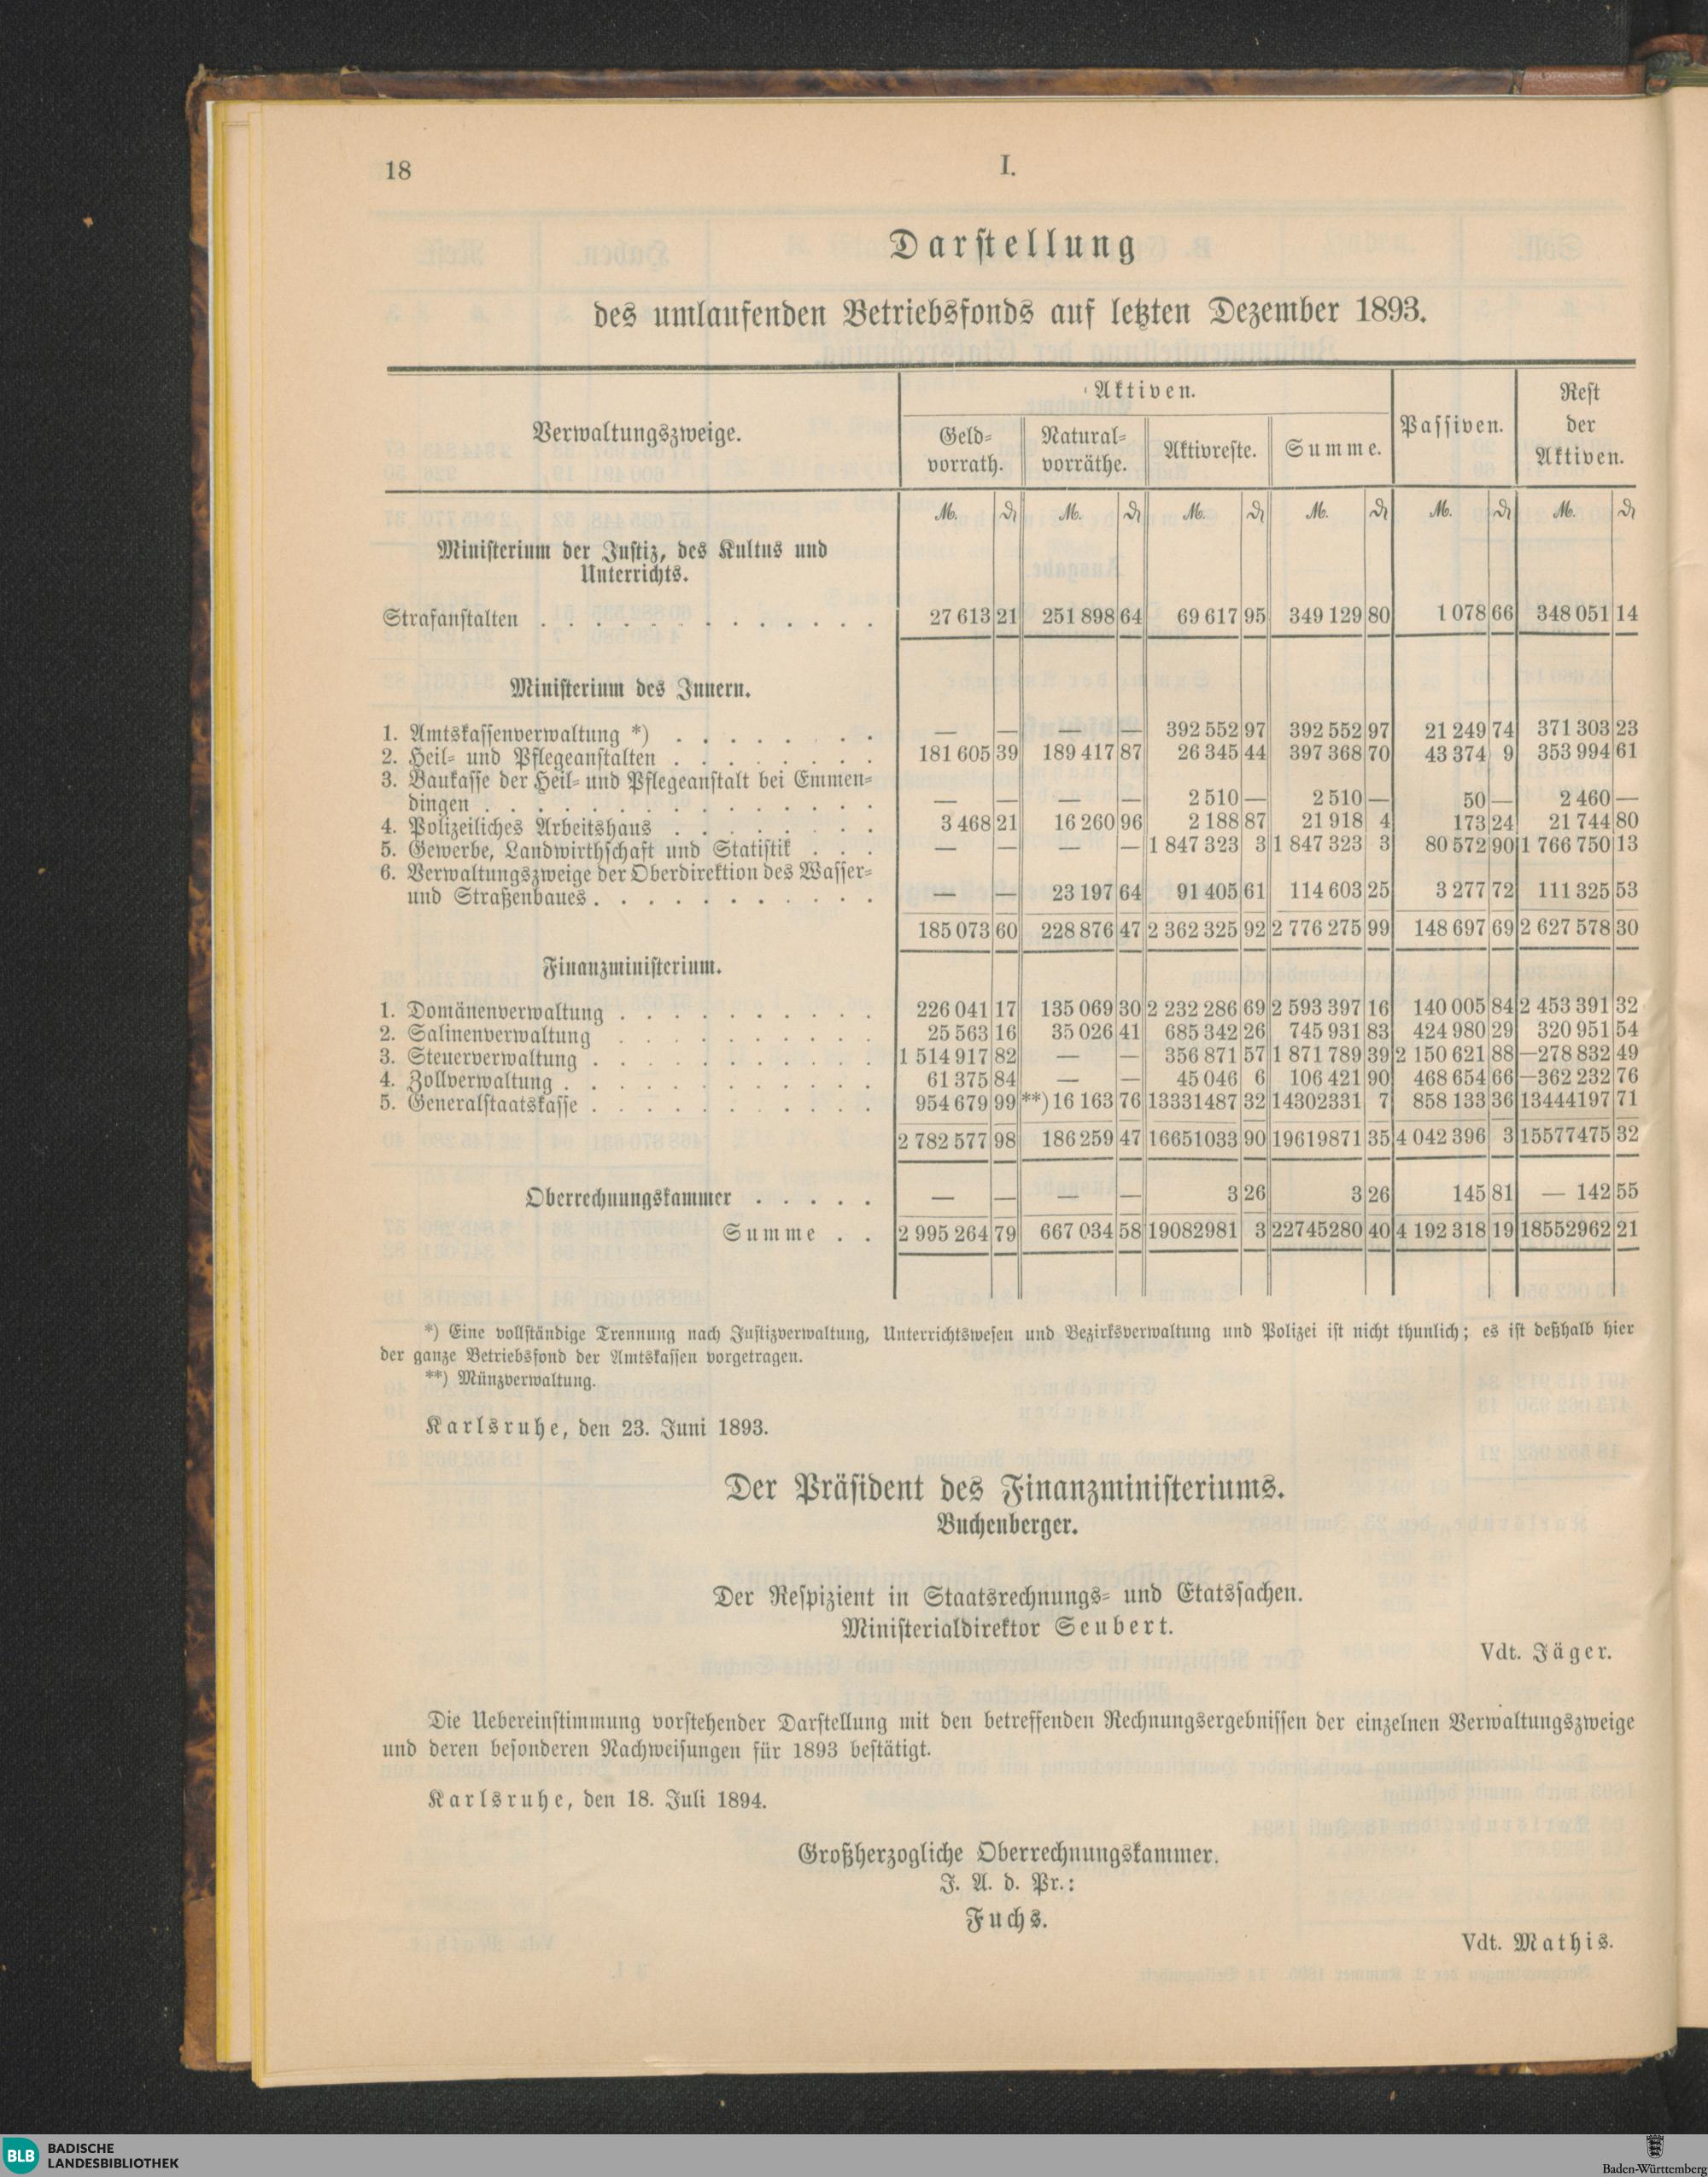 18
I.
Darstellung
des umlaufenden Betriebsfonds auf letzten Dezember 1893.
Verwaltungszweige. Aktiven. Passiven. Rest der Aktiven.
Geld-vorrath. Natural-vorräthe. Aktivreste. Summe.
M. ₰ M. ₰ M. ₰ M. ₰ M. ₰ M. ₰
Ministerium der Justiz, des Kultus und
Unterrichts.
Strafanstalten . . . . . . . . . . . . . 27 613 21 251 898 64 69 617 95 349 129 80 1 078 66 348 051 14
Ministerium des Innern.
1. Amtskassenverwaltung *) . . . . . . . . — — — — 392 552 97 392 552 97 21 249 74 371 303 23
2. Heil- und Pflegeanstalten . . . . . . . . 181 605 39 189 417 87 26 345 44 397 368 70 43 374 9 353 994 61
3. Baukasse der Heil- und Pflegeanstalt bei Emmen-
dingen . . . . . . . . . . . . . . . — — — — 2 510 — 2 510 — 50 — 2 460 —
4. Polizeiliches Arbeitshaus . . . . . . . . 3 468 21 16 260 96 2 188 87 21 918 4 173 24 21 744 80
5. Gewerbe, Landwirthschaft und Statistik . . . — — — — 1 847 323 3 1 847 323 3 80 572 90 1 766 750 13
6. Verwaltungszweige der Oberdirektion des Wasser-
und Straßenbaues . . . . . . . . . . . — — 23 197 64 91 405 61 114 603 25 3 277 72 111 325 53
185 073 60 228 876 47 2 362 325 92 2 776 275 99 148 697 69 2 627 578 30
Finanzministerium.
1. Domänenverwaltung . . . . . . . . . . 226 041 17 135 069 30 2 232 286 69 2 593 397 16 140 005 84 2 453 391 32
2. Salinenverwaltung . . . . . . . . . . 25 563 16 35 026 41 685 342 26 745 931 83 424 980 29 320 951 54
3. Steuerverwaltung . . . . . . . . . . . 1 514 917 82 — — 356 871 57 1 871 789 39 2 150 621 88 —278 832 49
4. Zollverwaltung . . . . . . . . . . . . 61 375 84 — — 45 046 6 106 421 90 468 654 66 —362 232 76
5. Generalstaatskasse . . . . . . . . . . . 954 679 99 **) 16 163 76 13331487 32 14302331 7 858 133 36 13444197 71
2 782 577 98 186 259 47 16651033 90 19619871 35 4 042 396 3 15577475 32
Oberrechnungskammer . . . . . — — — — 3 26 3 26 145 81 — 142 55
Summe . . 2 995 264 79 667 034 58 19082981 3 22745280 40 4 192 318 19 18552962 21
*) Eine vollständige Trennung nach Justizverwaltung, Unterrichtswesen und Bezirksverwaltung und Polizei ist nicht thunlich; es ist deßhalb hier
der ganze Betriebsfond der Amtskassen vorgetragen.
**) Münzverwaltung.
Karlsruhe, den 23. Juni 1893.
Der Präsident des Finanzministeriums.
Buchenberger.
Der Respizient in Staatsrechnungs- und Etatssachen.
Ministerialdirektor Seubert.
Vdt. Jäger.
Die Uebereinstimmung vorstehender Darstellung mit den betreffenden Rechnungsergebnissen der einzelnen Verwaltungszweige
und deren besonderen Nachweisungen für 1893 bestätigt.
Karlsruhe, den 18. Juli 1894.
Großherzogliche Oberrechnungskammer.
J. A. d. Pr.:
Fuchs.
Vdt. Mathis.
BLB BADISCHE
LANDESBIBLIOTHEK
Baden-Württemberg